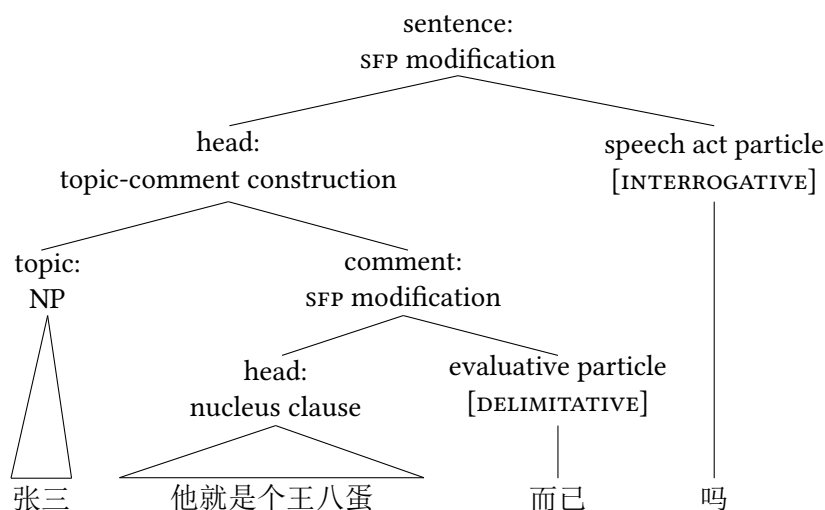 sentence:
SFP modification
head:
topic-comment construction
speech act particle
[INTERROGATIVE]
topic:
NP
comment:
SFP modification
head:
nucleus clause
evaluative particle
[DELIMITATIVE]
张三
他就是个王八蛋
而已
吗